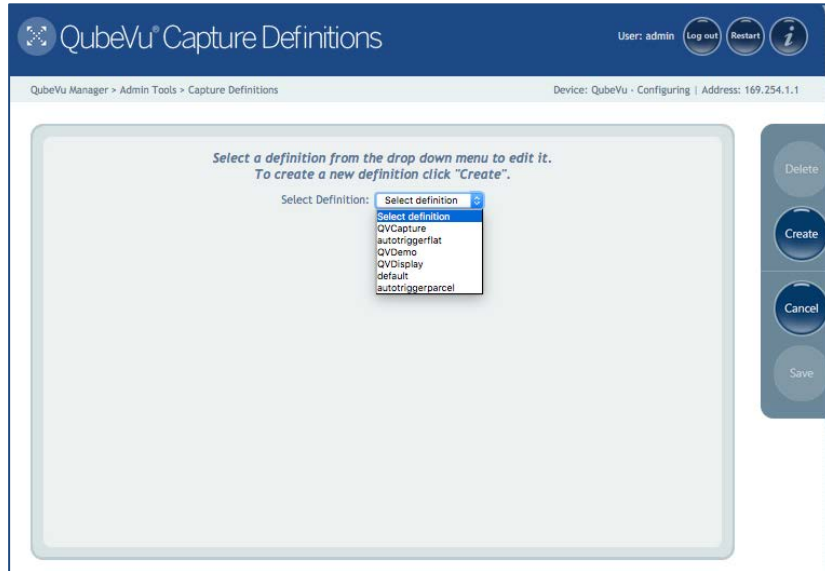 QubeVu® Capture Definitions
User: admin
Log out
Restart
i
QubeVu Manager > Admin Tools > Capture Definitions
Device: QubeVu - Configuring | Address: 169.254.1.1
Select a definition from the drop down menu to edit it.
To create a new definition click "Create".
Select Definition: Select definition
Select definition
QVCapture
autotriggerflat
QVDemo
QVDisplay
default
autotriggerparcel
Delete
Create
Cancel
Save